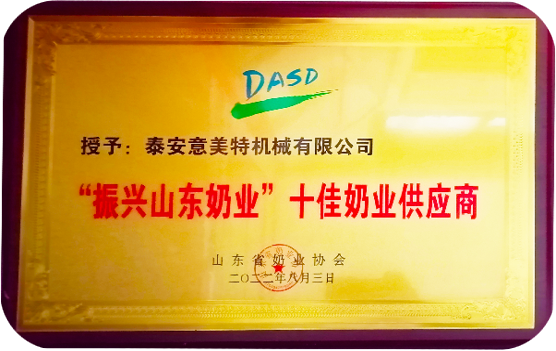 DASD
授予：泰安意美特机械有限公司
“振兴山东奶业”十佳奶业供应商
山东省奶业协会
二〇二二年八月三日